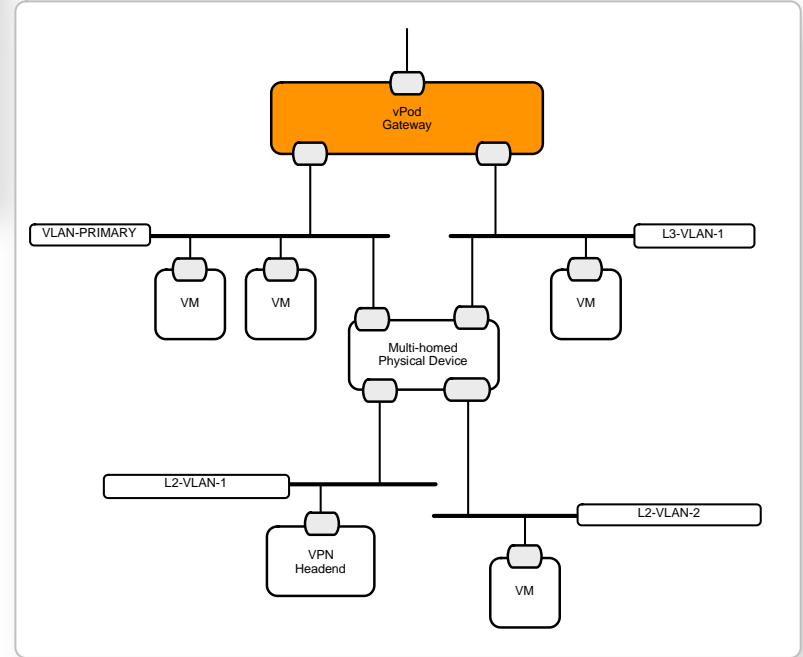 vPod
Gateway
VLAN-PRIMARY
L3-VLAN-1
VM
VM
VM
Multi-homed
Physical Device
L2-VLAN-1
L2-VLAN-2
VPN
Headend
VM